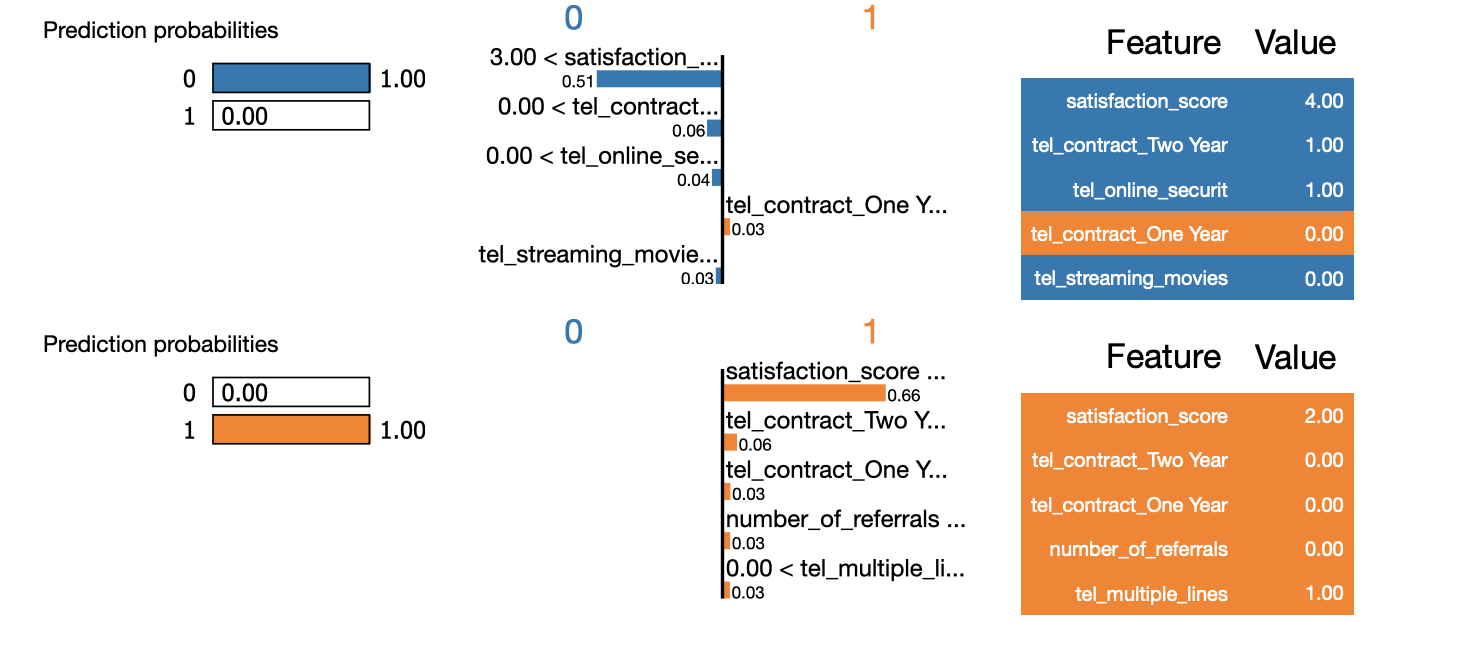 Prediction probabilities
0 1.00
1 0.00
0 1
3.00 < satisfaction_...
0.51
0.00 < tel_contract...
0.06
0.00 < tel_online_se...
0.04
tel_contract_One Y...
0.03
tel_streaming_movie...
0.03
Feature Value
satisfaction_score 4.00
tel_contract_Two Year 1.00
tel_online_securit 1.00
tel_contract_One Year 0.00
tel_streaming_movies 0.00
Prediction probabilities
0 0.00
1 1.00
0 1
satisfaction_score ...
0.66
tel_contract_Two Y...
0.06
tel_contract_One Y...
0.03
number_of_referrals ...
0.03
0.00 < tel_multiple_li...
0.03
Feature Value
satisfaction_score 2.00
tel_contract_Two Year 0.00
tel_contract_One Year 0.00
number_of_referrals 0.00
tel_multiple_lines 1.00